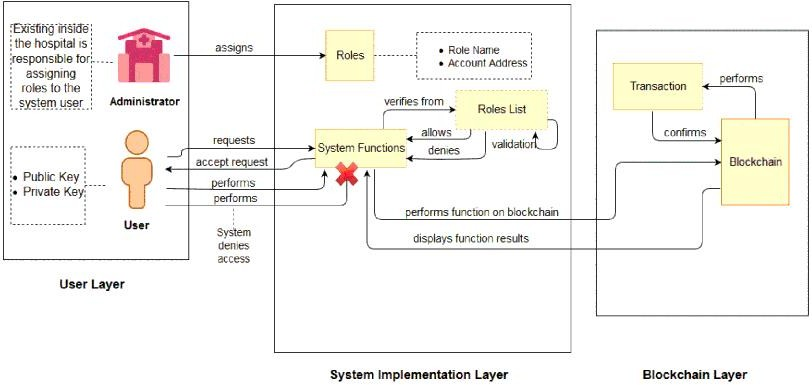 Existing inside
the hospital is
responsible for
assigning
roles to the
system user
Administrator
Public Key
Private Key
User
User Layer
assigns
requests
accept request
performs
performs
System
denies
access
Roles
Role Name
Account Address
verifies from
Roles List
allows
denies
validation
System Functions
performs function on blockchain
displays function results
System Implementation Layer
Transaction
performs
confirms
Blockchain
Blockchain Layer